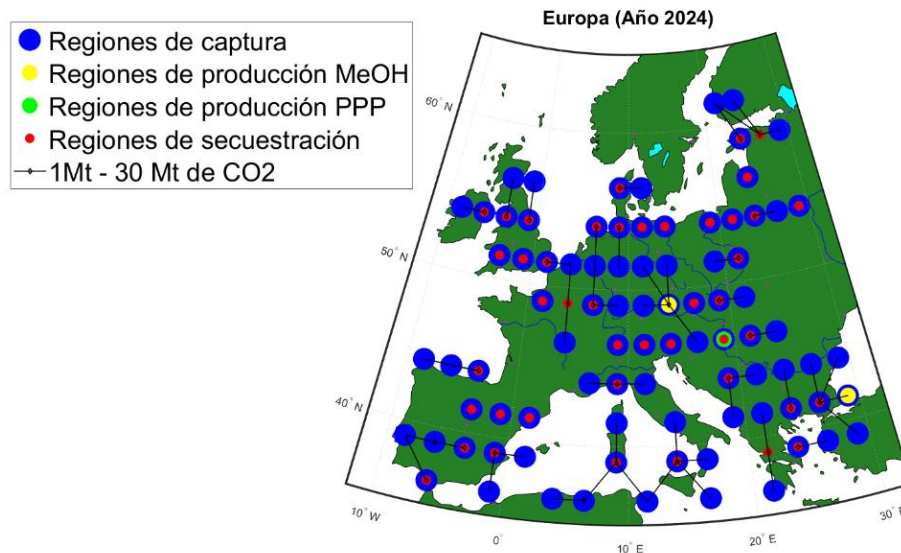 Europa (Año 2024)
Regiones de captura
Regiones de producción MeOH
Regiones de producción PPP
Regiones de secuestración
1Mt - 30 Mt de CO2
60° N
50° N
40° N
10° W
0°
10° E
20° E
30° E